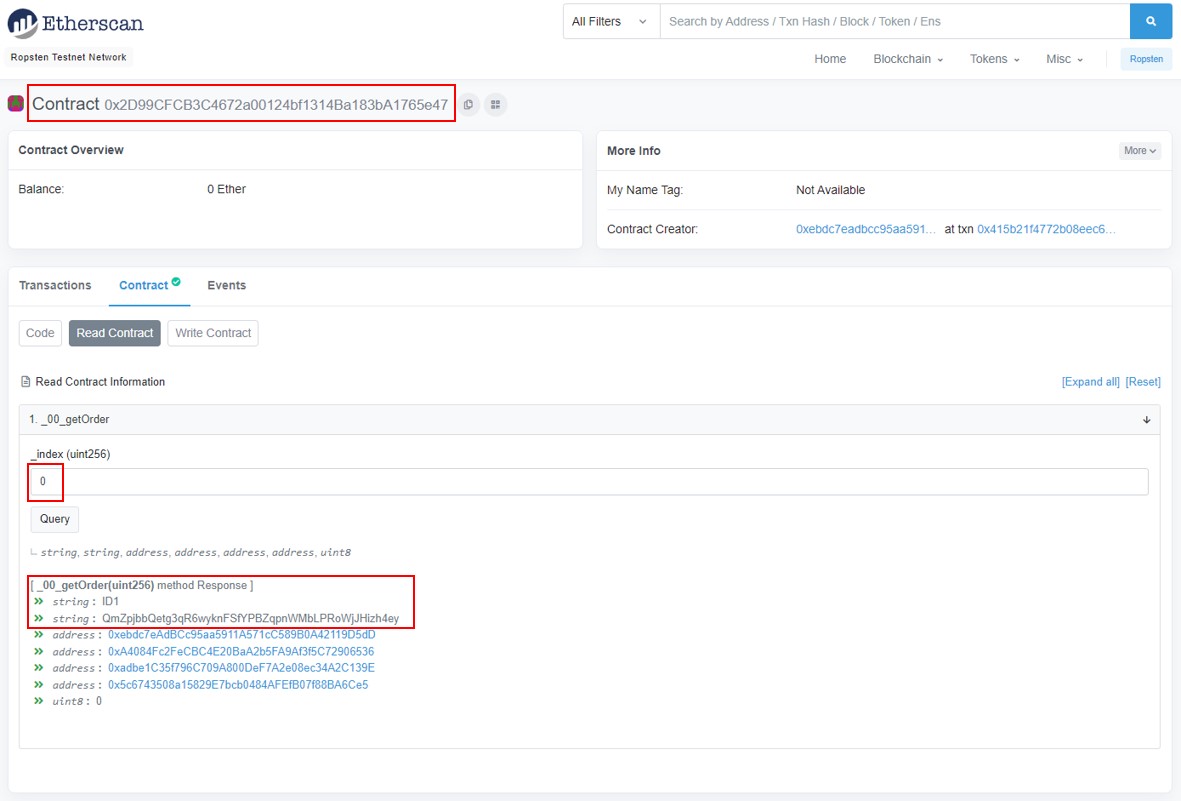 Etherscan
All Filters
Search by Address / Txn Hash / Block / Token / Ens
Ropsten Testnet Network
Home
Blockchain
Tokens
Misc
Ropsten
Contract 0x2D99CFCB3C4672a00124bf1314Ba183bA1765e47
Contract Overview
Balance:
0 Ether
More Info
More
My Name Tag:
Not Available
Contract Creator:
0xebdc7eadbcc95aa591... at txn 0x415b21f4772b08eec6...
Transactions
Contract
Events
Code
Read Contract
Write Contract
Read Contract Information
[Expand all] [Reset]
1. _00_getOrder
_index (uint256)
0
Query
string, string, address, address, address, address, uint8
[ _00_getOrder(uint256) method Response ]
string : ID1
string : QmZpjbbQetg3qR6wyknFSfYPBZqpnWMbLPRoWjJHizh4ey
address : 0xebdc7eAdBCc95aa5911A571cC589B0A42119D5dD
address : 0xA4084Fc2FeCBC4E20BaA2b5FA9Af3f5C72906536
address : 0xadbe1C35f796C709A800DeF7A2e08ec34A2C139E
address : 0x5c6743508a15829E7bcb0484AFEfB07f88BA6Ce5
uint8 : 0